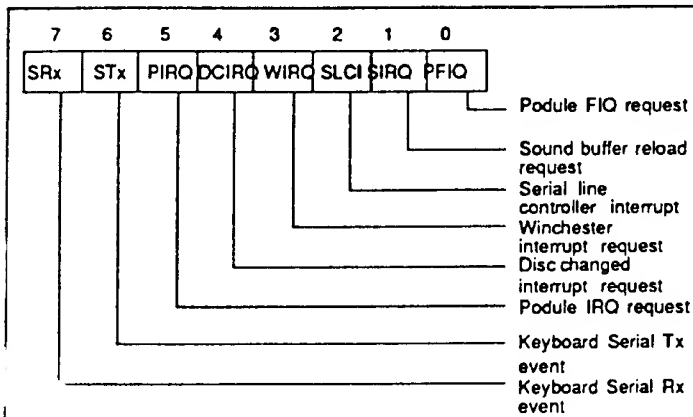 7 6 5 4 3 2 1 0
SRx STx PIRQ DCIRQ WIRQ SLCI SIRQ PFIQ
Podule FIQ request
Sound buffer reload
request
Serial line
controller interrupt
Winchester
interrupt request
Disc changed
interrupt request
Podule IRQ request
Keyboard Serial Tx
event
Keyboard Serial Rx
event